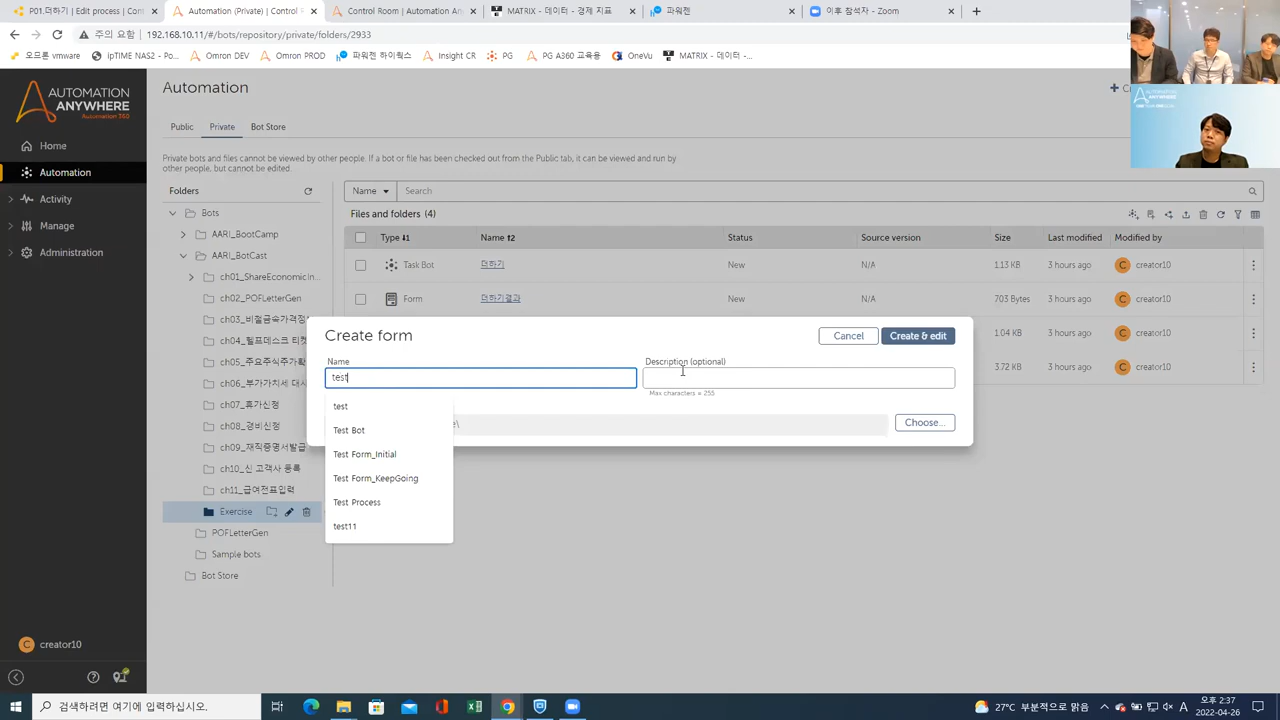 P01.더하기 | Edit process | Con
Automation (Private) | Control R
Control Room | Automation Any
MATRIX - 데이터 - 경제 지표
파워젠
이후 참석자 - Zoom
주의 요함
192.168.10.11/#/bots/repository/private/folders/2933
오므론 vmware
IpTIME NAS2 - Po...
Omron DEV
Omron PROD
파워젠 하이웍스
Insight CR
PG
PG A360 교육용
OneVu
MATRIX - 데이터 -...
AUTOMATION
ANYWHERE
Automation 360
Home
Automation
Activity
Manage
Administration
creator10
Automation
Public
Private
Bot Store
Private bots and files cannot be viewed by other people. If a bot or file has been checked out from the Public tab, it can be viewed and run by
other people, but cannot be edited.
Folders
Bots
AARI_BootCamp
AARI_BotCast
ch01_ShareEconomicIn...
ch02_POFLetterGen
ch03_비철금속가격정보
ch04_헬프데스크 티켓
ch05_주요주식주가확
ch06_부가가치세 대사
ch07_휴가신청
ch08_경비신청
ch09_재직증명서발급
ch10_신 고객사 등록
ch11_급여전표입력
Exercise
POFLetterGen
Sample bots
Bot Store
Name
Search
Files and folders (4)
Type
Name
Status
Source version
Size
Last modified
Modified by
Task Bot
더하기
New
N/A
1.13 KB
3 hours ago
creator10
Form
더하기결과
New
N/A
703 Bytes
3 hours ago
creator10
1.04 KB
3 hours ago
creator10
3.72 KB
3 hours ago
creator10
Create form
Cancel
Create & edit
Name
Description (optional)
test
Max characters = 255
Choose...
test
Test Bot
Test Form_Initial
Test Form_KeepGoing
Test Process
test11
검색하려면 여기에 입력하십시오.
27°C 부분적으로 맑음
A
오후 2:37
2022-04-26